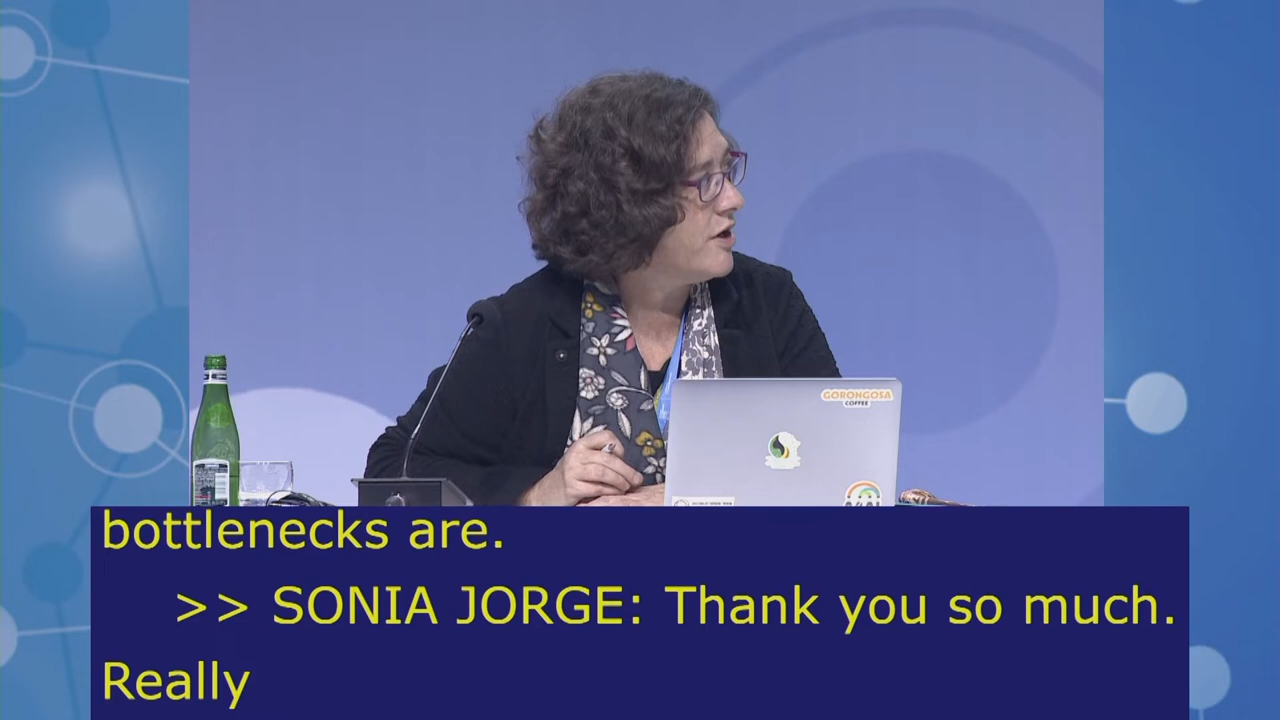 GORONGOSA
COFFEE
bottlenecks are.
>> SONIA JORGE: Thank you so much.
Really